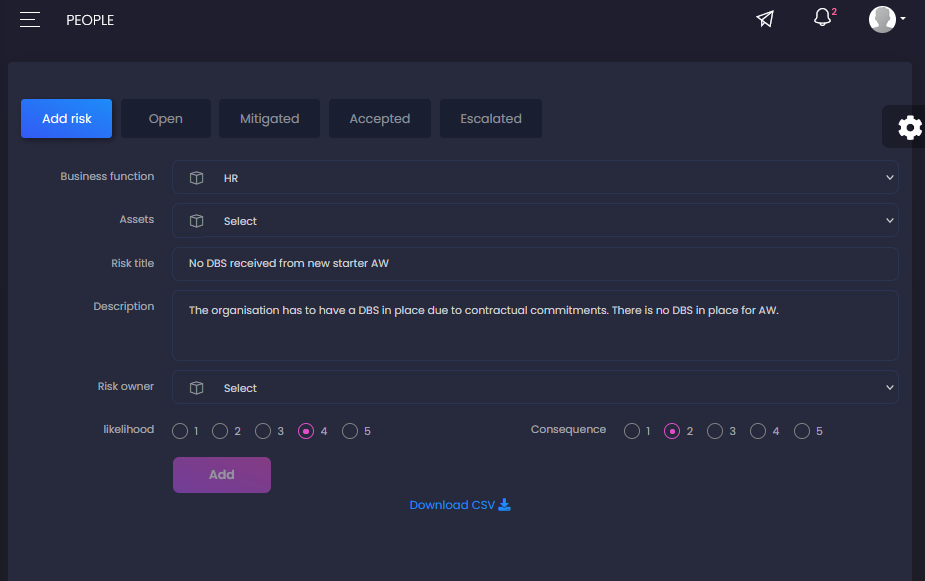 PEOPLE
2
Add risk Open Mitigated Accepted Escalated
Business function HR
Assets Select
Risk title No DBS received from new starter AW
Description The organisation has to have a DBS in place due to contractual commitments. There is no DBS in place for AW.
Risk owner Select
likelihood 1 2 3 4 5 Consequence 1 2 3 4 5
Add
Download CSV